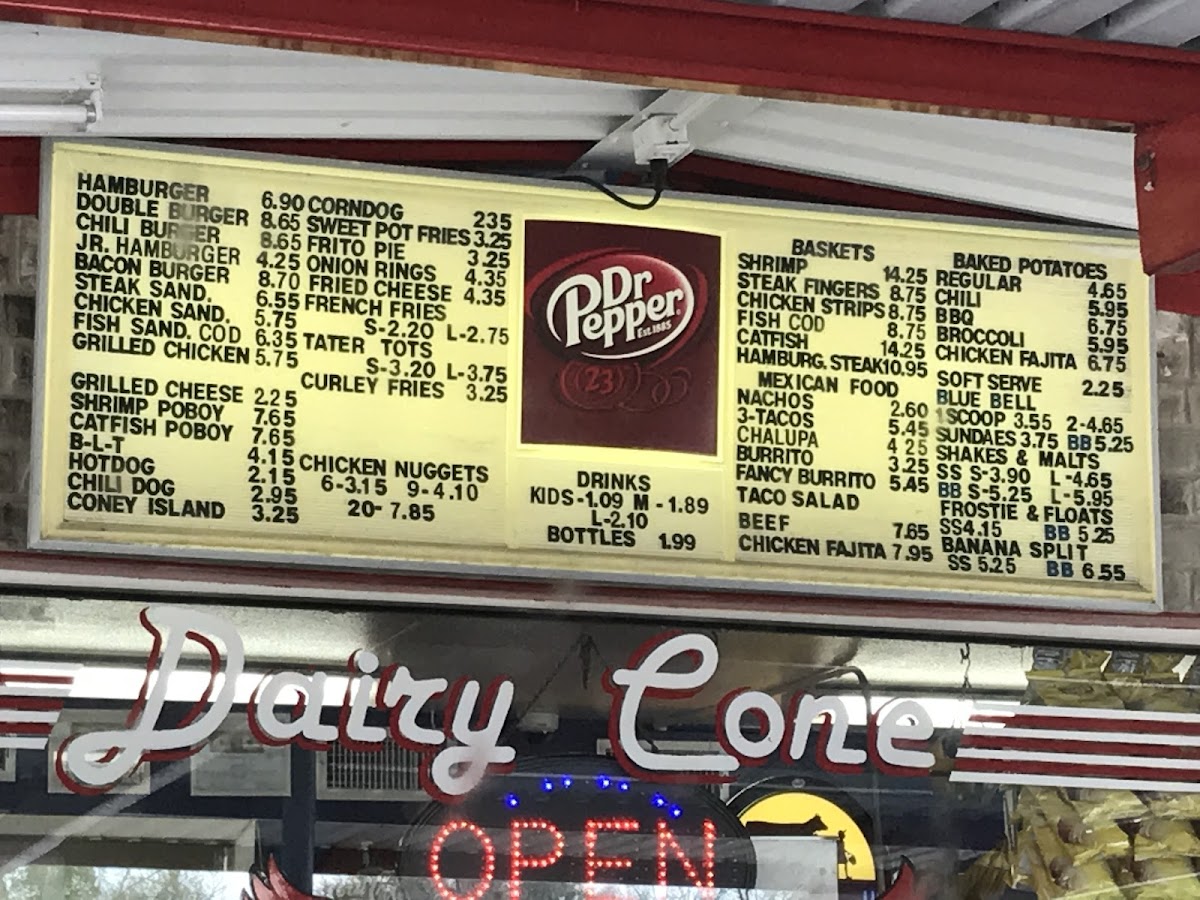 HAMBURGER 6.90
DOUBLE BURGER 8.65
CHILI BURGER 8.65
JR. HAMBURGER 4.25
BACON BURGER 8.70
STEAK SAND. 6.55
CHICKEN SAND. 5.75
FISH SAND. COD 6.35
GRILLED CHICKEN 5.75
GRILLED CHEESE 2.25
SHRIMP POBOY 7.65
CATFISH POBOY 7.65
B-L-T 4.15
HOTDOG 2.15
CHILI DOG 2.95
CONEY ISLAND 3.25
CORNDOG 235
SWEET POT FRIES 3.25
FRITO PIE 3.25
ONION RINGS 4.35
FRIED CHEESE 4.35
FRENCH FRIES
S-2.20 L-2.75
TATER TOTS
S-3.20 L-3.75
CURLEY FRIES 3.25
CHICKEN NUGGETS
6-3.15 9-4.10
20-7.85
Dr
Pepper
Est.1885
23
DRINKS
KIDS-1.09 M-1.89
L-2.10
BOTTLES 1.99
BASKETS
SHRIMP 14.25
STEAK FINGERS 8.75
CHICKEN STRIPS 8.75
FISH COD 8.75
CATFISH 14.25
HAMBURG. STEAK 10.95
MEXICAN FOOD
NACHOS 2.60
3-TACOS 5.45
CHALUPA 4 25
BURRITO 3.25
FANCY BURRITO 5.45
TACO SALAD
BEEF 7.65
CHICKEN FAJITA 7.95
BAKED POTATOES
REGULAR 4.65
CHILI 5.95
BBQ 6.75
BROCCOLI 5.95
CHICKEN FAJITA 6.75
SOFT SERVE 2.25
BLUE BELL
1SCOOP 3.55 2-4.65
SUNDAES 3.75 BB 5.25
SHAKES & MALTS
SS S-3.90 L-4.65
BB S-5.25 L-5.95
FROSTIE & FLOATS
SS4.15 BB 5.25
BANANA SPLIT
SS 5.25 BB 6.55
Dairy Cone
OPEN